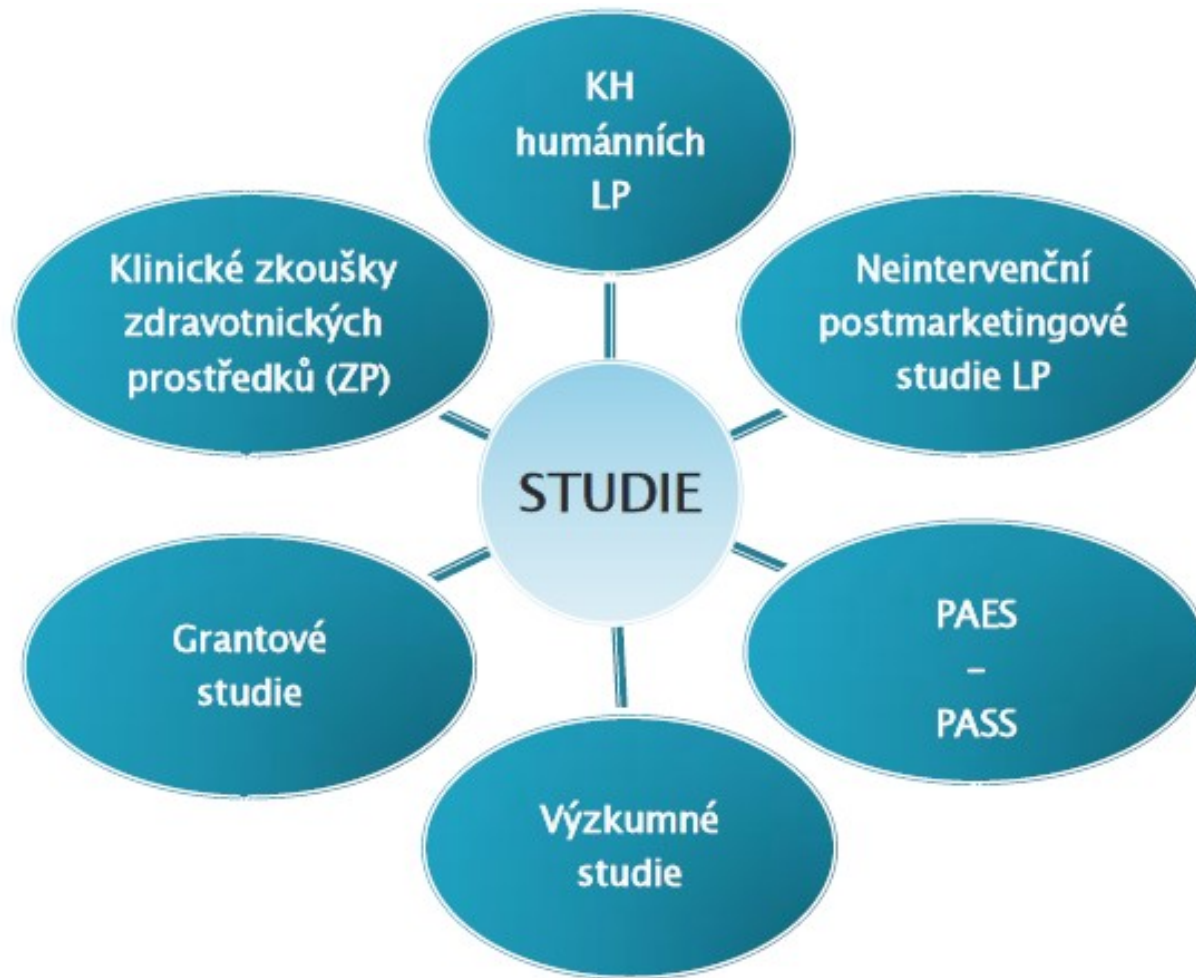 KH
humánních
LP
Klinické zkoušky
zdravotnických
prostředků (ZP)
Neintervenční
postmarketingové
studie LP
STUDIE
Grantové
studie
PAES
–
PASS
Výzkumné
studie